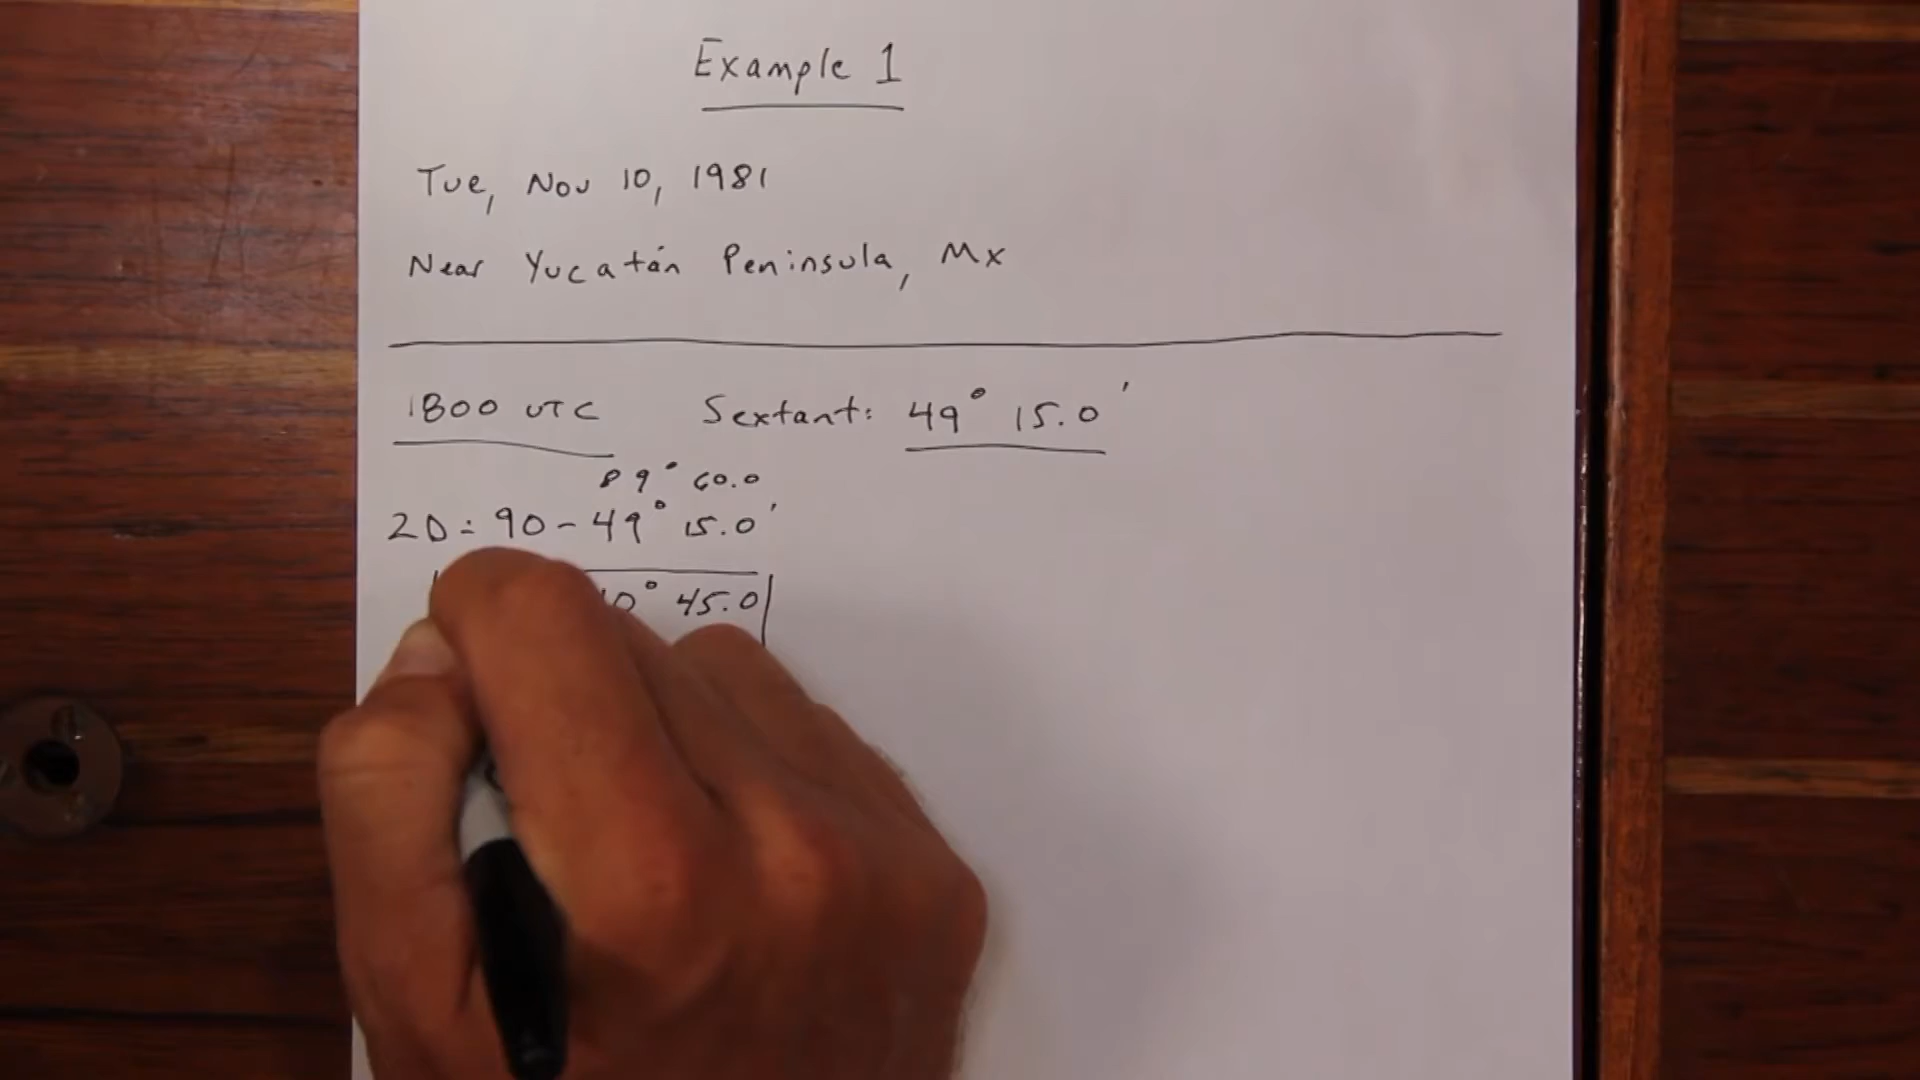 Example 1
Tue, Nov 10, 1981
Near Yucatán Peninsula, Mx
1800 UTC Sextant: 49° 15.0'
89° 60.0
ZD = 90 - 49° 15.0'
45.0